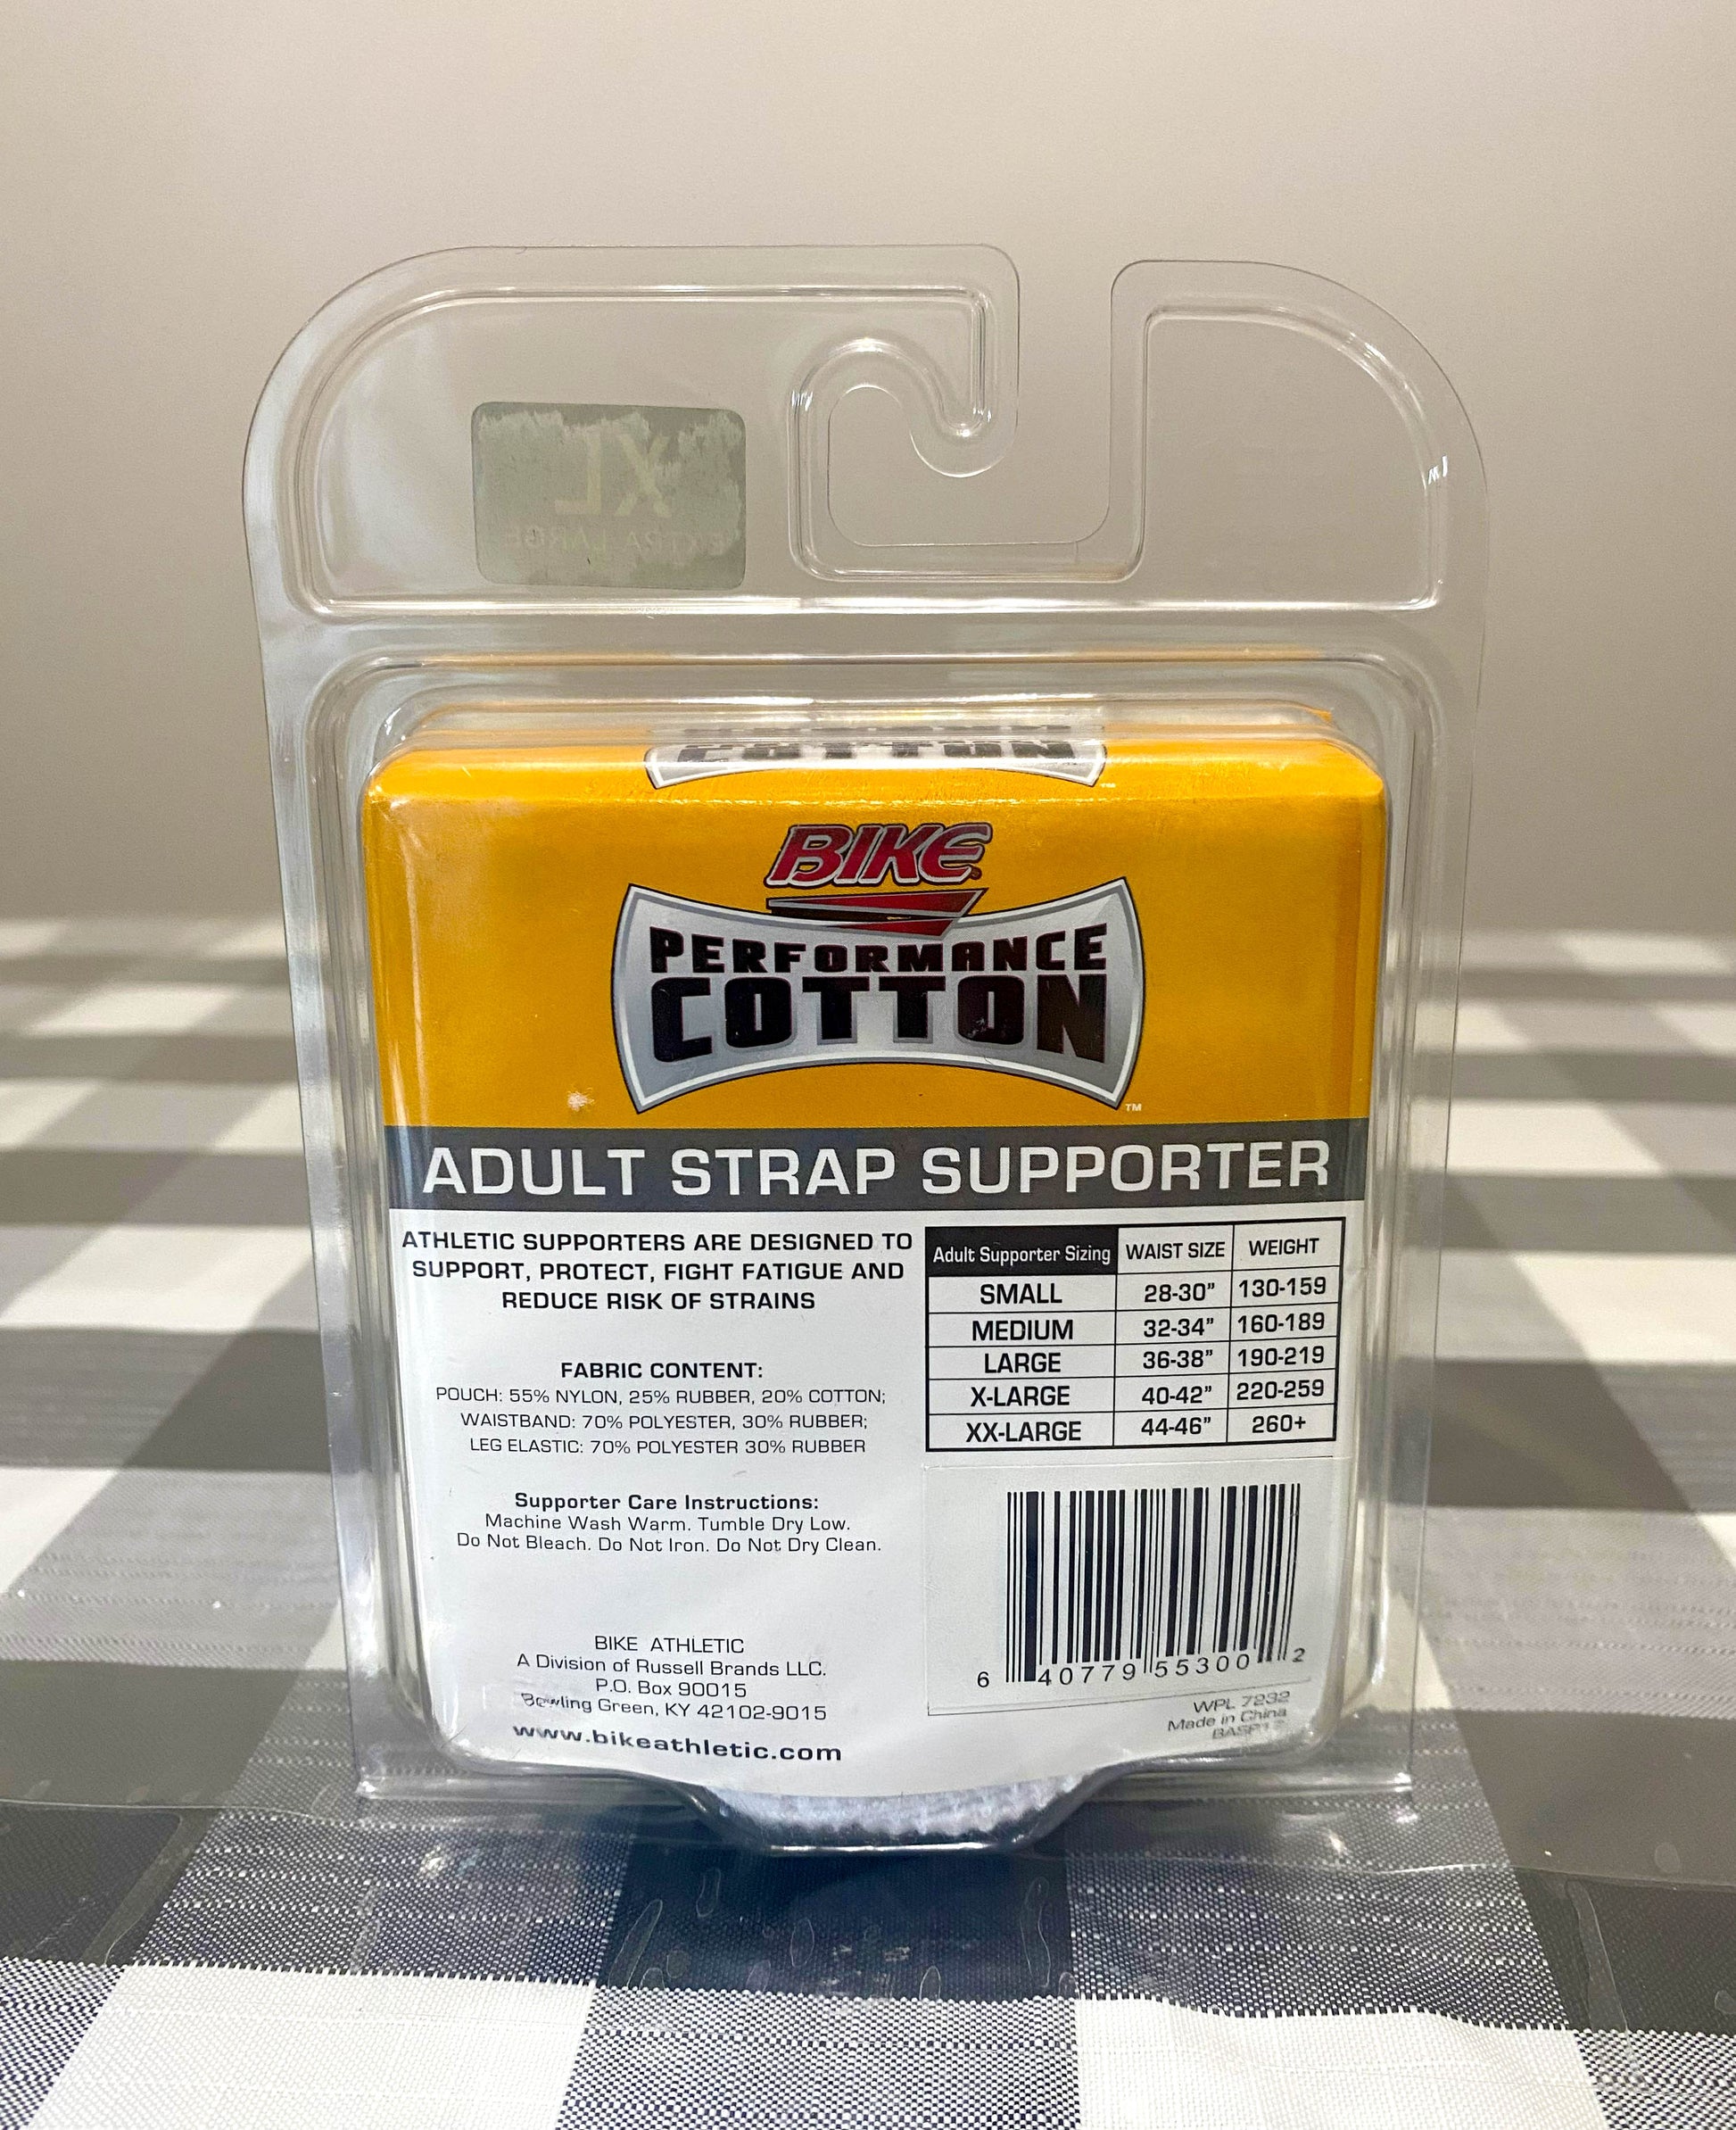 XL
EXTRA LARGE
COTTON
BIKE
PERFORMANCE
COTTON
TM
ADULT STRAP SUPPORTER
ATHLETIC SUPPORTERS ARE DESIGNED TO
SUPPORT, PROTECT, FIGHT FATIGUE AND
REDUCE RISK OF STRAINS
FABRIC CONTENT:
POUCH: 55% NYLON, 25% RUBBER, 20% COTTON;
WAISTBAND: 70% POLYESTER, 30% RUBBER;
LEG ELASTIC: 70% POLYESTER 30% RUBBER
Supporter Care Instructions:
Machine Wash Warm. Tumble Dry Low.
Do Not Bleach. Do Not Iron. Do Not Dry Clean.
BIKE ATHLETIC
A Division of Russell Brands LLC.
P.O. Box 90015
Bowling Green, KY 42102-9015
www.bikeathletic.com
Adult Supporter Sizing WAIST SIZE WEIGHT
SMALL 28-30" 130-159
MEDIUM 32-34" 160-189
LARGE 36-38" 190-219
X-LARGE 40-42" 220-259
XX-LARGE 44-46" 260+
6 40779 55300 2
WPL 7232
Made in China